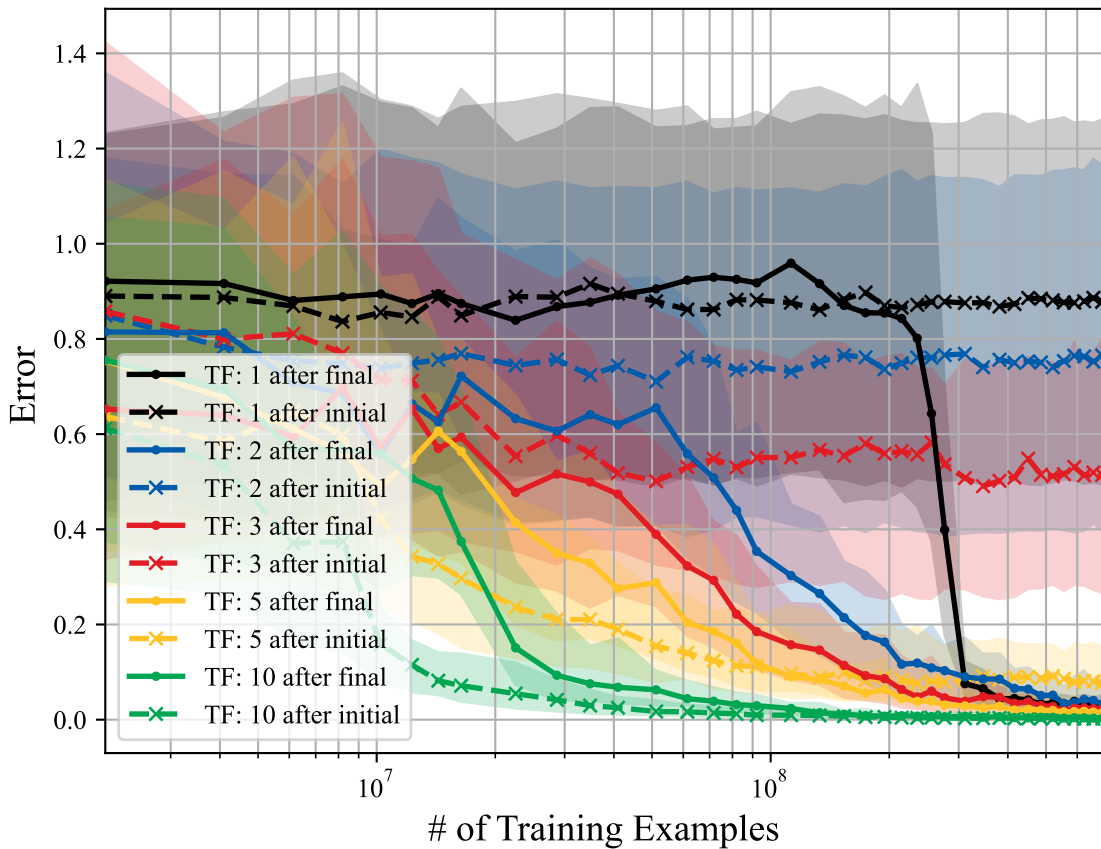 1.4
1.2
1.0
0.8
0.6
0.4
0.2
0.0
Error
TF: 1 after final
TF: 1 after initial
TF: 2 after final
TF: 2 after initial
TF: 3 after final
TF: 3 after initial
TF: 5 after final
TF: 5 after initial
TF: 10 after final
TF: 10 after initial
10⁷
10⁸
# of Training Examples